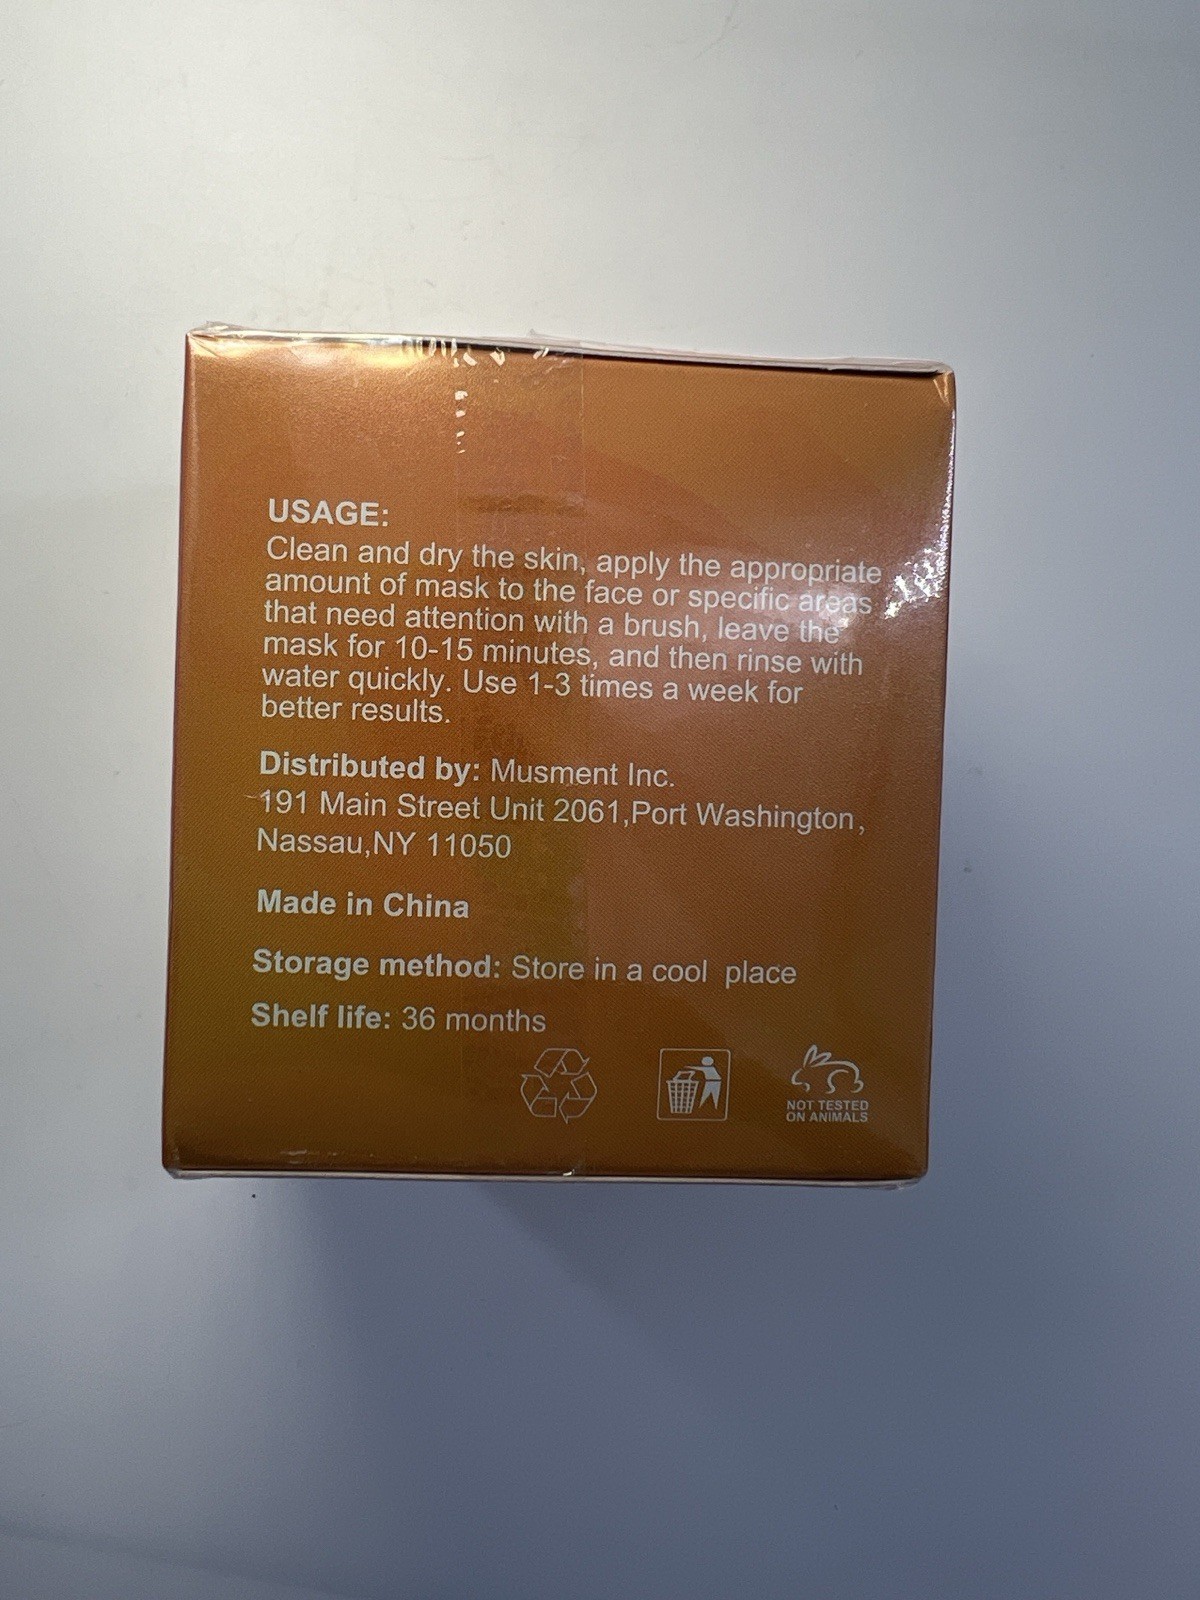 USAGE:
Clean and dry the skin, apply the appropriate
amount of mask to the face or specific areas
that need attention with a brush, leave the
mask for 10-15 minutes, and then rinse with
water quickly. Use 1-3 times a week for
better results.
Distributed by: Musment Inc.
191 Main Street Unit 2061,Port Washington,
Nassau,NY 11050
Made in China
Storage method: Store in a cool place
Shelf life: 36 months
NOT TESTED
ON ANIMALS